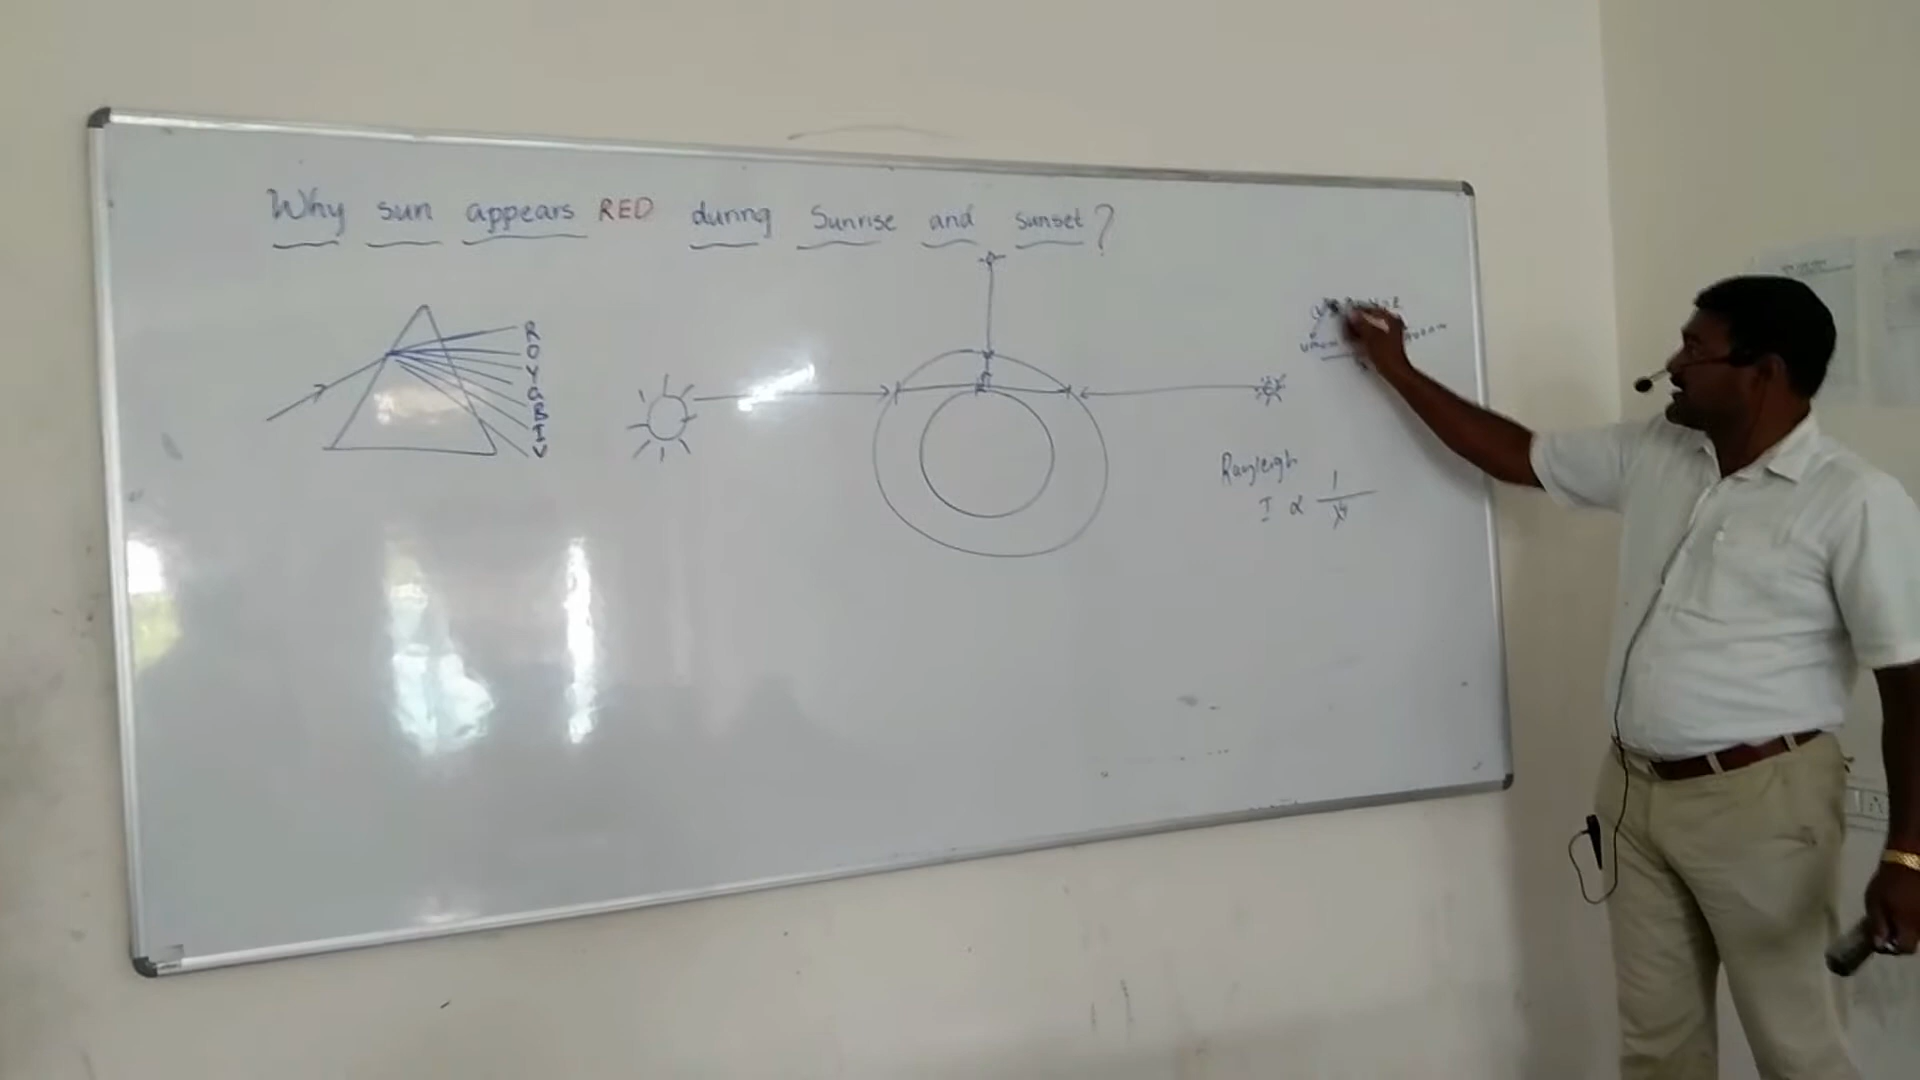 Why sun appears RED during Sunrise and sunset?
R
O
Y
G
B
I
V
Rayleigh
I ∝ 1/λ⁴